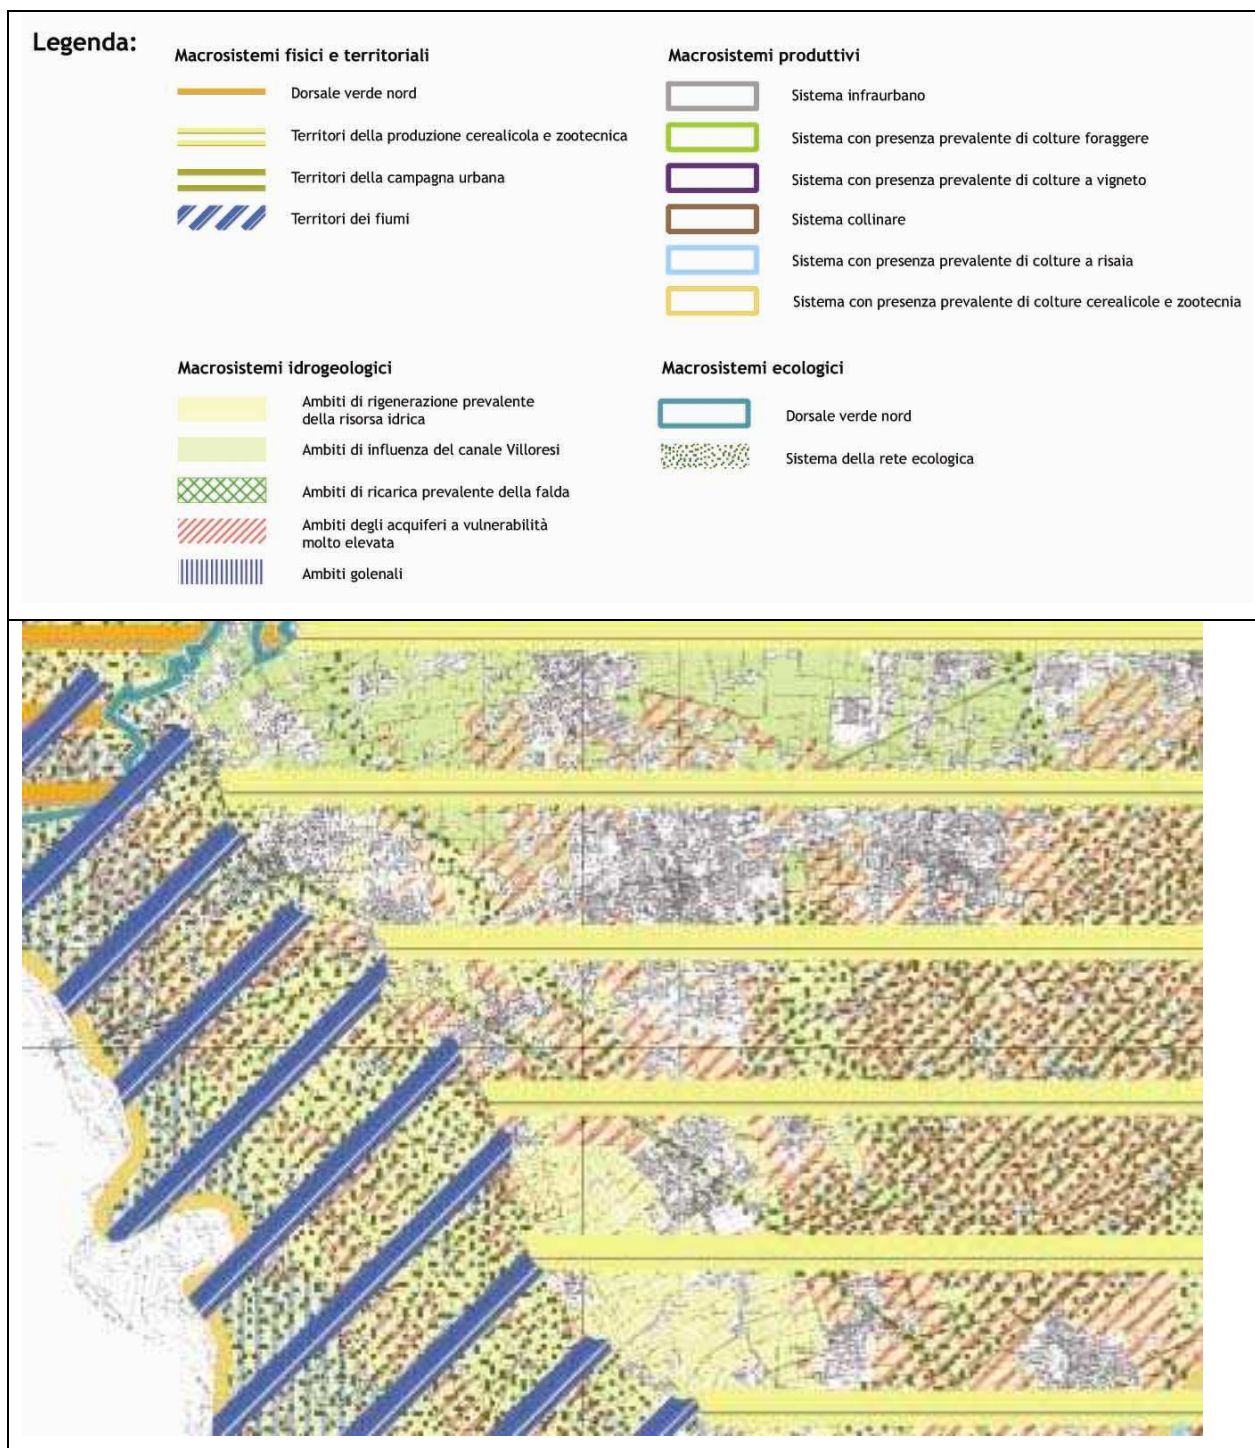 Legenda:
Macrosistemi fisici e territoriali
Dorsale verde nord
Territori della produzione cerealicola e zootecnica
Territori della campagna urbana
Territori dei fiumi
Macrosistemi produttivi
Sistema infraurbano
Sistema con presenza prevalente di colture foraggere
Sistema con presenza prevalente di colture a vigneto
Sistema collinare
Sistema con presenza prevalente di colture a risaia
Sistema con presenza prevalente di colture cerealicole e zootecnia
Macrosistemi idrogeologici
Ambiti di rigenerazione prevalente
della risorsa idrica
Ambiti di influenza del canale Villoresi
Ambiti di ricarica prevalente della falda
Ambiti degli acquiferi a vulnerabilità
molto elevata
Ambiti golenali
Macrosistemi ecologici
Dorsale verde nord
Sistema della rete ecologica